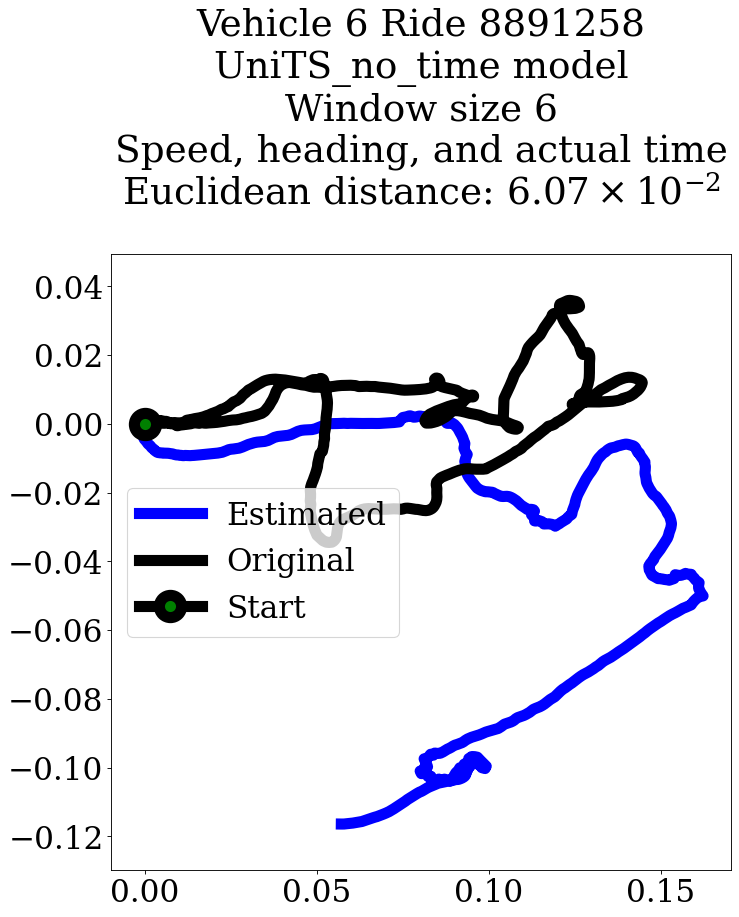 Vehicle 6 Ride 8891258
UniTS_no_time model
Window size 6
Speed, heading, and actual time
Euclidean distance: 6.07 × 10⁻²
0.04
0.02
0.00
−0.02
−0.04
−0.06
−0.08
−0.10
−0.12
Estimated
Original
Start
0.00 0.05 0.10 0.15